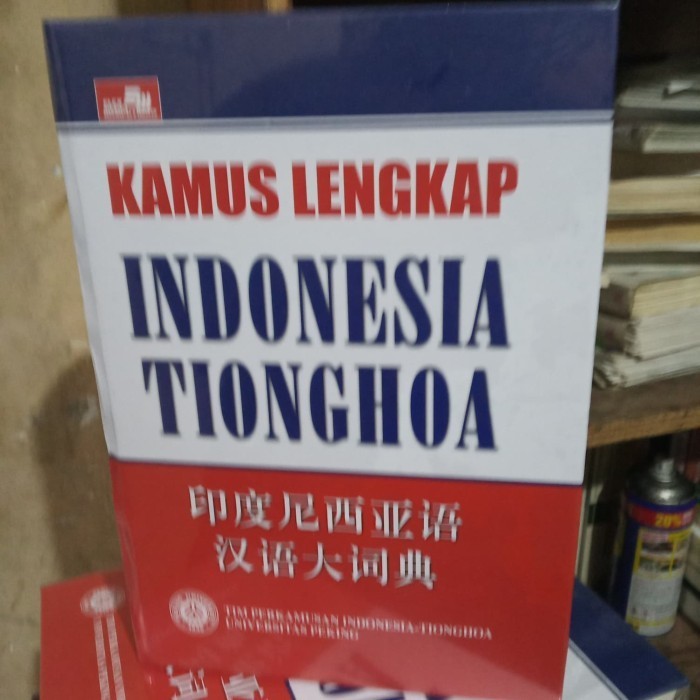 KAMUS LENGKAP
INDONESIA
TIONGHOA
印度尼西亚语
汉语大词典
TIM PERKAMUSAN INDONESIA-TIONGHOA
UNIVERSITAS PEKING
20%